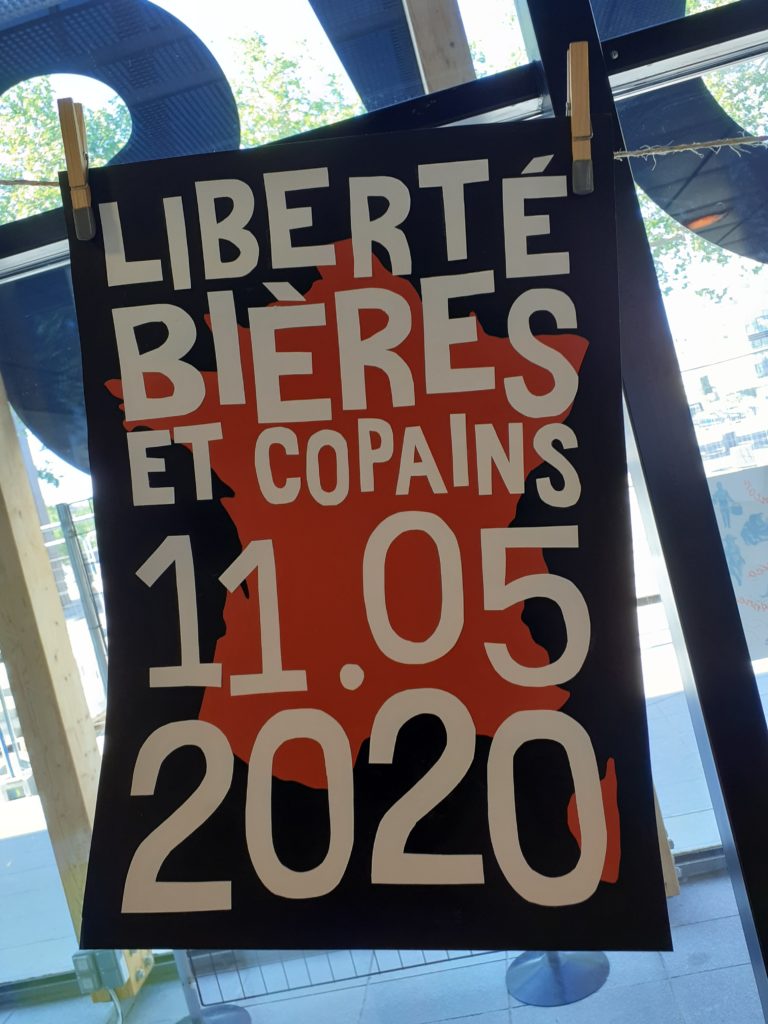 LIBERTÉ
BIÈRES
ET COPAINS
11.05
2020